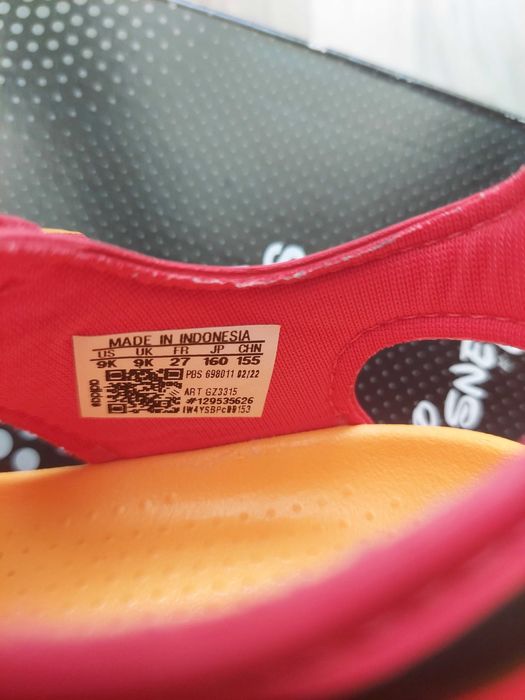 MADE IN INDONESIA
US UK FR JP CHN
9K 9K 27 160 155
adidas
PBS 698011 02/22
ART GZ3315
#129535626